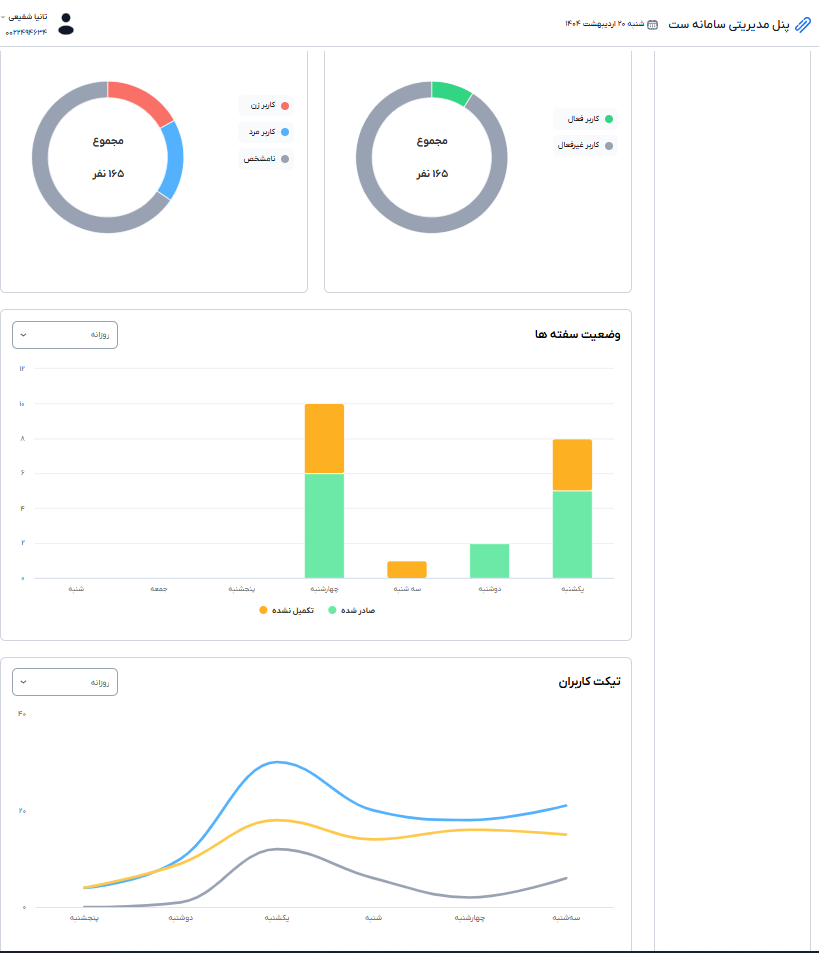 پنل مدیریتی سامانه ست
شنبه ۲۰ اردیبهشت ۱۴۰۴
تانیا شفیعی
۰۰۲۲۴۹۴۶۳۴
کاربر فعال
کاربر غیرفعال
مجموع
۱۶۵ نفر
کاربر زن
کاربر مرد
نامشخص
مجموع
۱۶۵ نفر
وضعیت سفته ها
روزانه
۱۲
۱۰
۸
۶
۴
۲
۰
یکشنبه دوشنبه سه شنبه چهارشنبه پنجشنبه جمعه شنبه
صادر شده تکمیل نشده
تیکت کاربران
روزانه
۴۰
۲۰
۰
سه‌شنبه چهارشنبه شنبه یکشنبه دوشنبه پنجشنبه